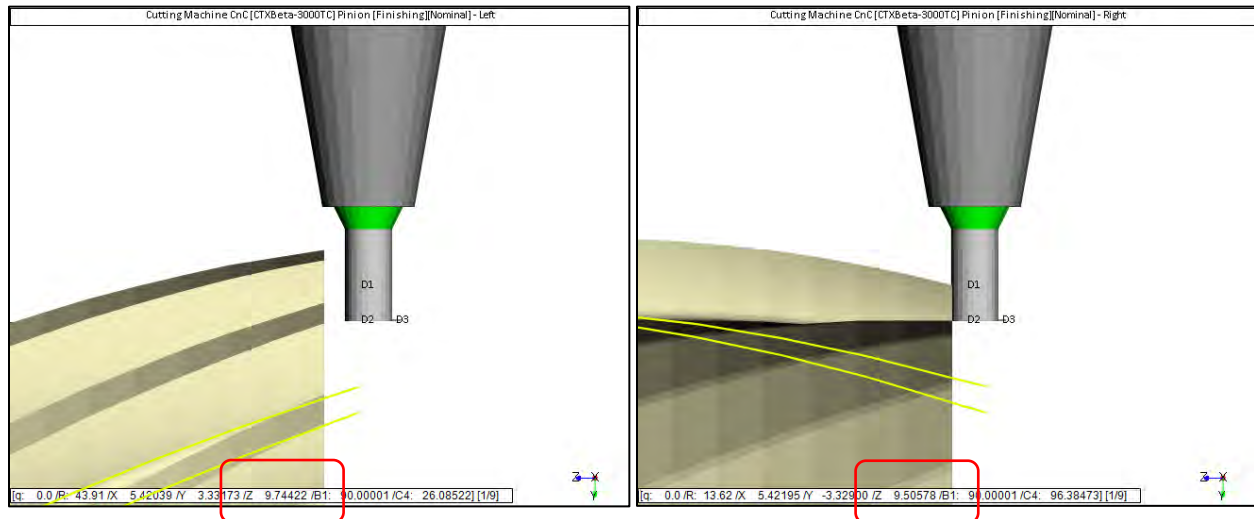 Cutting Machine CnC [CTXBeta-3000TC] Pinion [Finishing][Nominal] - Left
D1
D2
D3
Z
X
Y
[q: 0.0 /R: 43.91 /X 5.42039 /Y 3.33173 /Z 9.74422 /B1: 90.00001 /C4: 26.08522] [1/9]
Cutting Machine CnC [CTXBeta-3000TC] Pinion [Finishing][Nominal] - Right
D1
D2
D3
Z
X
Y
[q: 0.0 /R: 13.62 /X 5.42195 /Y -3.32900 /Z 9.50578 /B1: 90.00001 /C4: 96.38473] [1/9]